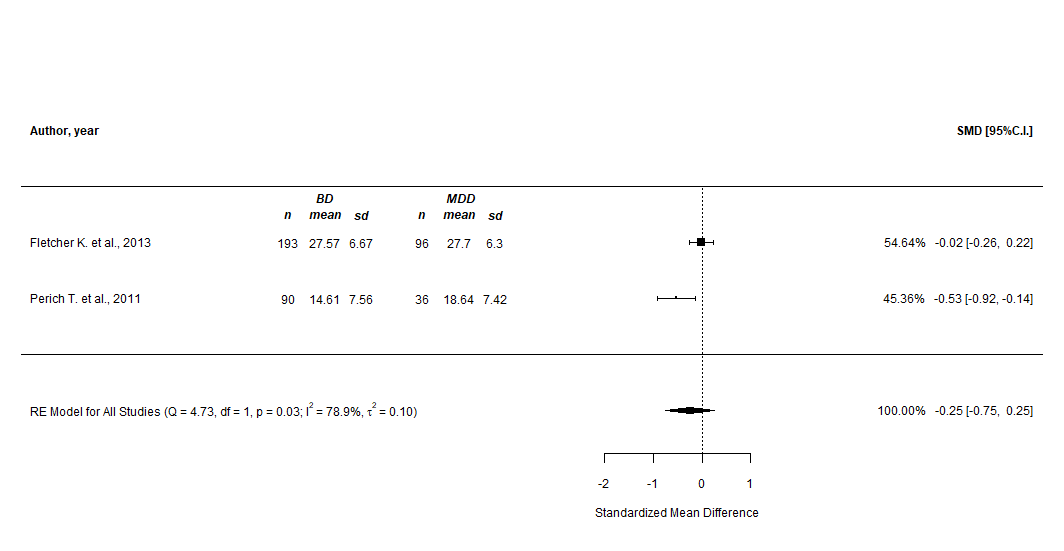 Author, year SMD [95%C.I.]
BD MDD
n mean sd n mean sd
Fletcher K. et al., 2013 193 27.57 6.67 96 27.7 6.3 54.64% -0.02 [-0.26, 0.22]
Perich T. et al., 2011 90 14.61 7.56 36 18.64 7.42 45.36% -0.53 [-0.92, -0.14]
RE Model for All Studies (Q = 4.73, df = 1, p = 0.03; I² = 78.9%, τ² = 0.10) 100.00% -0.25 [-0.75, 0.25]
-2 -1 0 1
Standardized Mean Difference